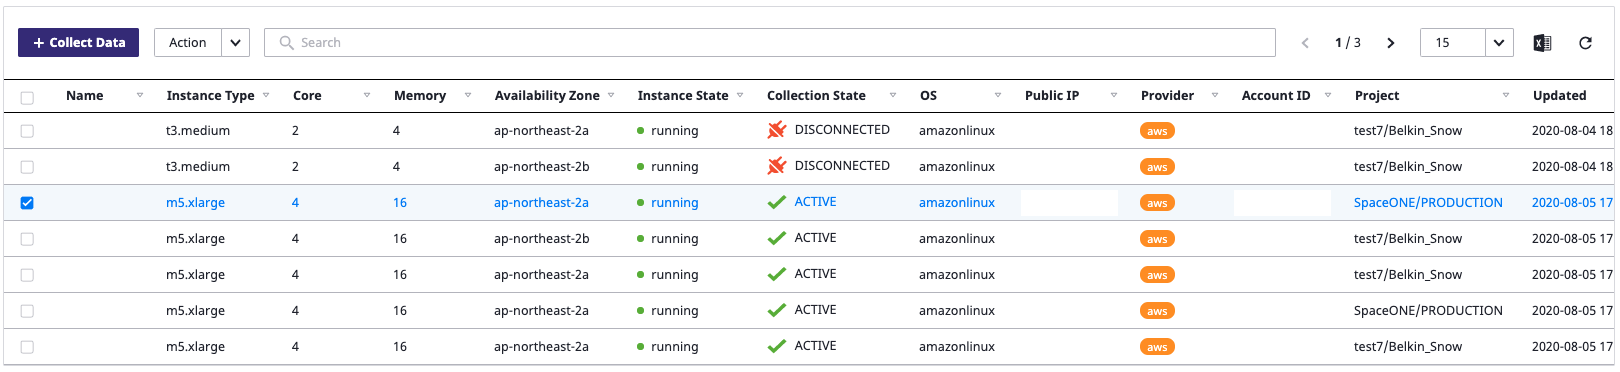 + Collect Data Action Search 1 / 3 15
Name Instance Type Core Memory Availability Zone Instance State Collection State OS Public IP Provider Account ID Project Updated
t3.medium 2 4 ap-northeast-2a running DISCONNECTED amazonlinux aws test7/Belkin_Snow 2020-08-04 18
t3.medium 2 4 ap-northeast-2b running DISCONNECTED amazonlinux aws test7/Belkin_Snow 2020-08-04 18
m5.xlarge 4 16 ap-northeast-2a running ACTIVE amazonlinux aws SpaceONE/PRODUCTION 2020-08-05 17
m5.xlarge 4 16 ap-northeast-2b running ACTIVE amazonlinux aws test7/Belkin_Snow 2020-08-05 17
m5.xlarge 4 16 ap-northeast-2a running ACTIVE amazonlinux aws test7/Belkin_Snow 2020-08-05 17
m5.xlarge 4 16 ap-northeast-2a running ACTIVE amazonlinux aws SpaceONE/PRODUCTION 2020-08-05 17
m5.xlarge 4 16 ap-northeast-2a running ACTIVE amazonlinux aws test7/Belkin_Snow 2020-08-05 17